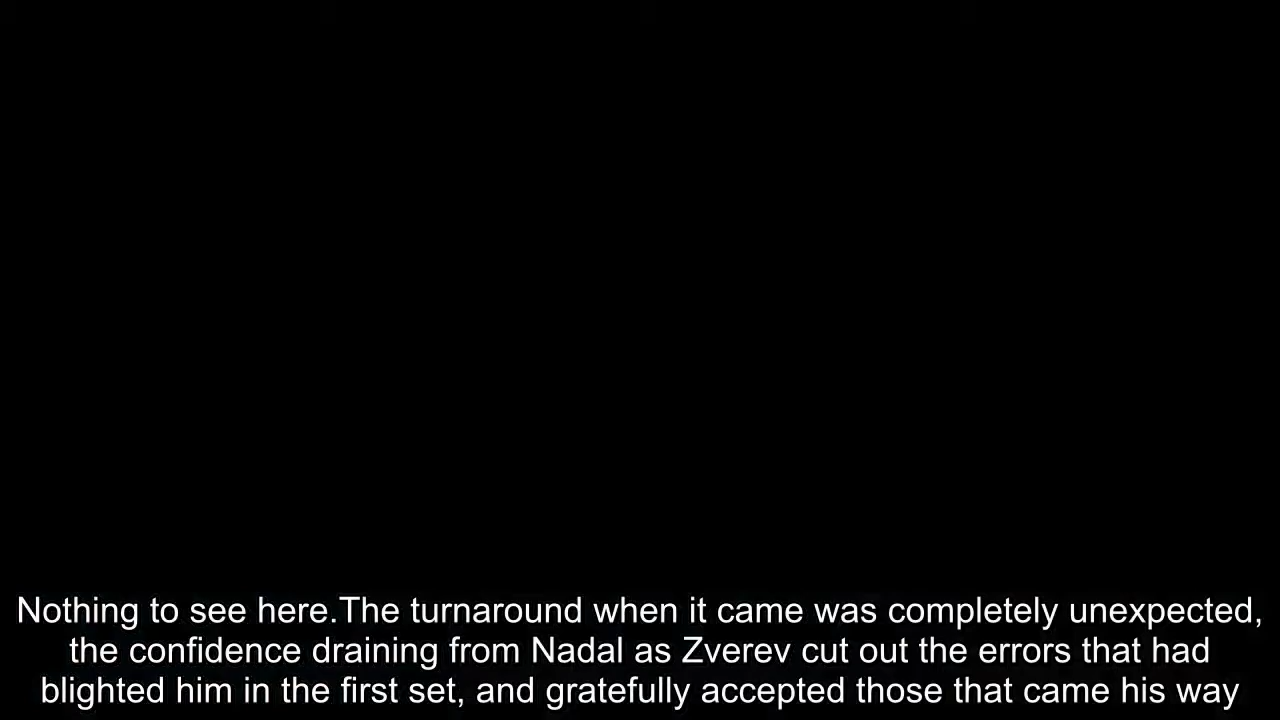 Nothing to see here.The turnaround when it came was completely unexpected,
the confidence draining from Nadal as Zverev cut out the errors that had
blighted him in the first set, and gratefully accepted those that came his way